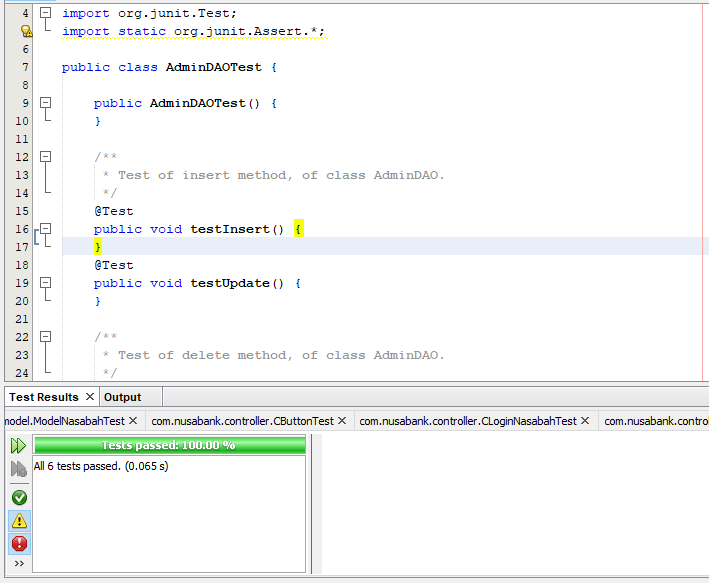 4 import org.junit.Test;
import static org.junit.Assert.*;
6
7 public class AdminDAOTest {
8
9 public AdminDAOTest() {
10 }
11
12 /**
13 * Test of insert method, of class AdminDAO.
14 */
15 @Test
16 public void testInsert() {
17 }
18 @Test
19 public void testUpdate() {
20 }
21
22 /**
23 * Test of delete method, of class AdminDAO.
24 */
Test Results Output
model.ModelNasabahTest com.nusabank.controller.CButtonTest com.nusabank.controller.CLoginNasabahTest com.nusabank.contro
Tests passed: 100.00 %
All 6 tests passed. (0.065 s)
>>